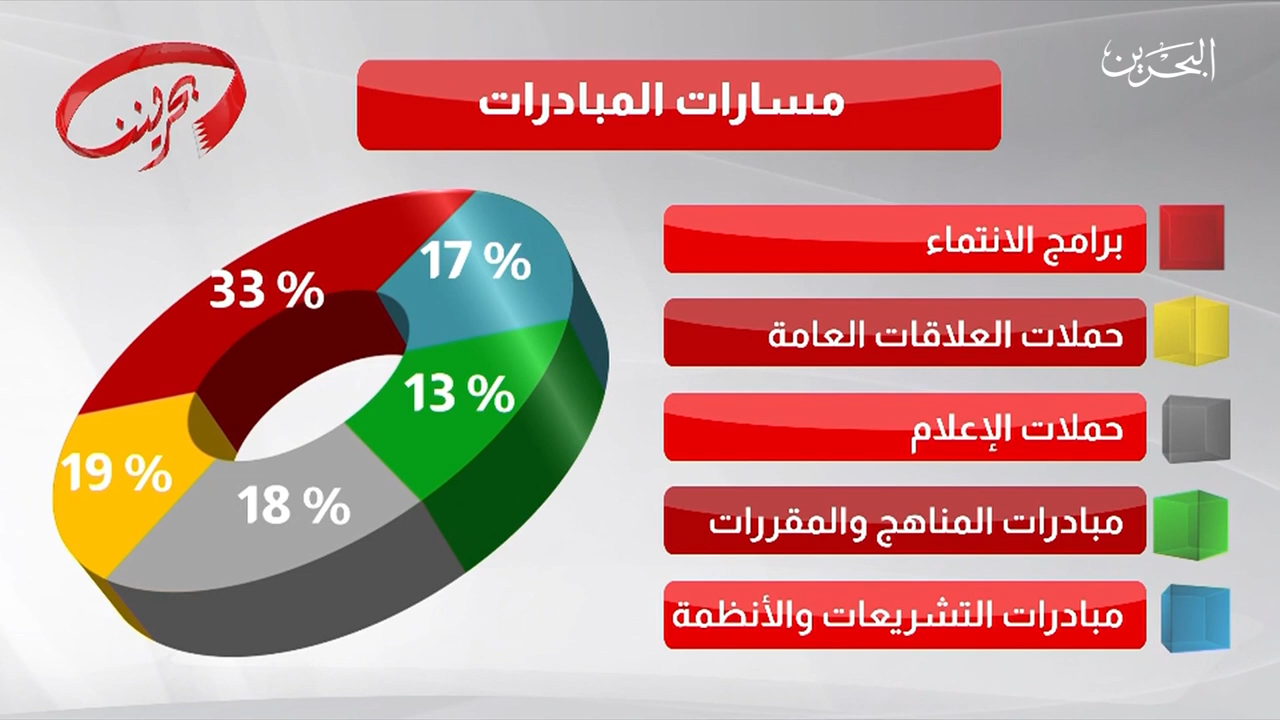 البحرين
بحريننا
مسارات المبادرات
برامج الانتماء
حملات العلاقات العامة
حملات الإعلام
مبادرات المناهج والمقررات
مبادرات التشريعات والأنظمة
33 %
17 %
13 %
19 %
18 %